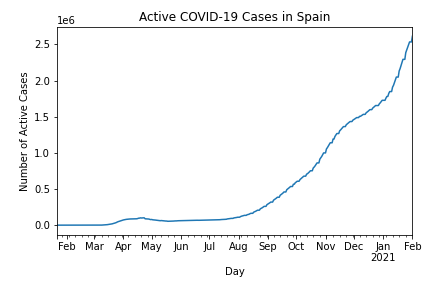 Active COVID-19 Cases in Spain
1e6
2.5
2.0
1.5
1.0
0.5
0.0
Number of Active Cases
Feb Mar Apr May Jun Jul Aug Sep Oct Nov Dec Jan Feb
2021
Day